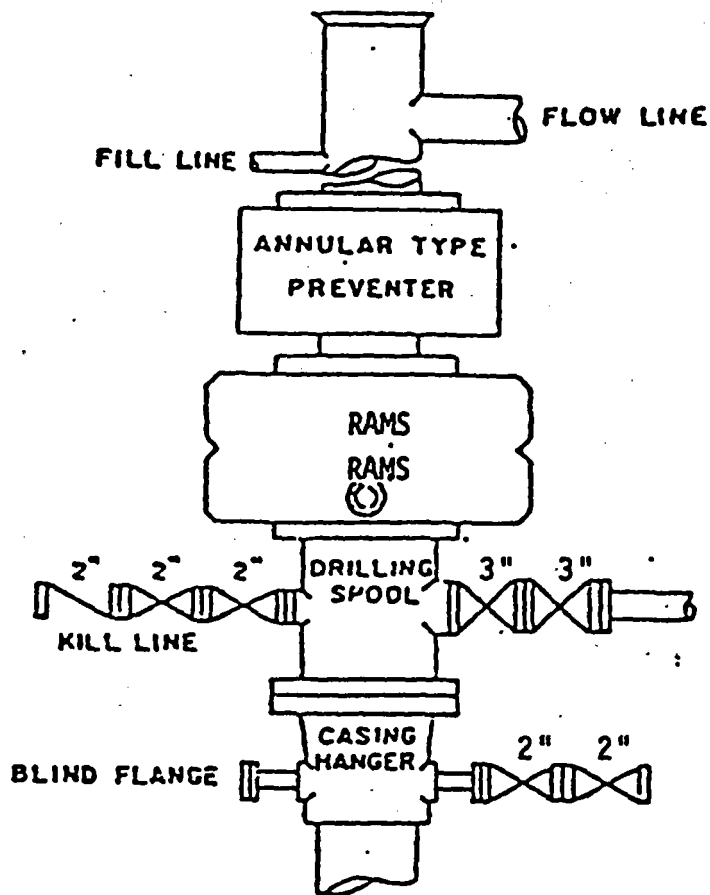 FLOW LINE
FILL LINE
ANNULAR TYPE
PREVENTER
RAMS
RAMS
2" 2" 2"
DRILLING
SPOOL
3" 3"
KILL LINE
CASING
HANGER
2" 2"
BLIND FLANGE